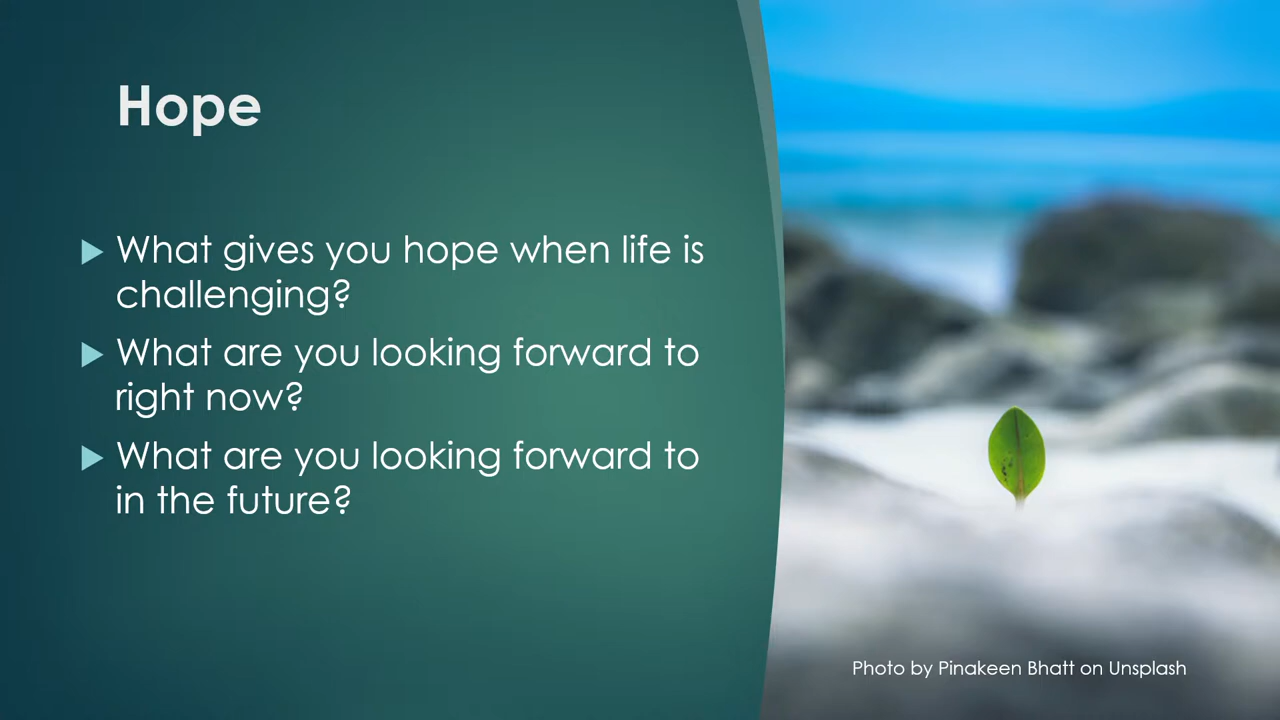 Hope
What gives you hope when life is
challenging?
What are you looking forward to
right now?
What are you looking forward to
in the future?
Photo by Pinakeen Bhatt on Unsplash